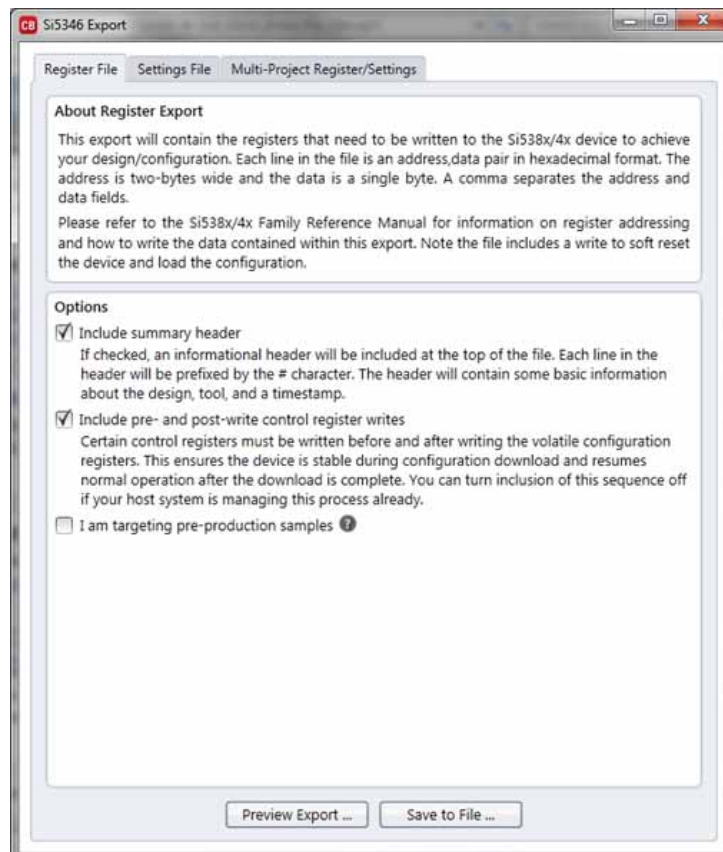 CB Si5346 Export
Register File Settings File Multi-Project Register/Settings
About Register Export
This export will contain the registers that need to be written to the Si538x/4x device to achieve
your design/configuration. Each line in the file is an address,data pair in hexadecimal format. The
address is two-bytes wide and the data is a single byte. A comma separates the address and
data fields.
Please refer to the Si538x/4x Family Reference Manual for information on register addressing
and how to write the data contained within this export. Note the file includes a write to soft reset
the device and load the configuration.
Options
Include summary header
If checked, an informational header will be included at the top of the file. Each line in the
header will be prefixed by the # character. The header will contain some basic information
about the design, tool, and a timestamp.
Include pre- and post-write control register writes
Certain control registers must be written before and after writing the volatile configuration
registers. This ensures the device is stable during configuration download and resumes
normal operation after the download is complete. You can turn inclusion of this sequence off
if your host system is managing this process already.
I am targeting pre-production samples ?
Preview Export ... Save to File ...